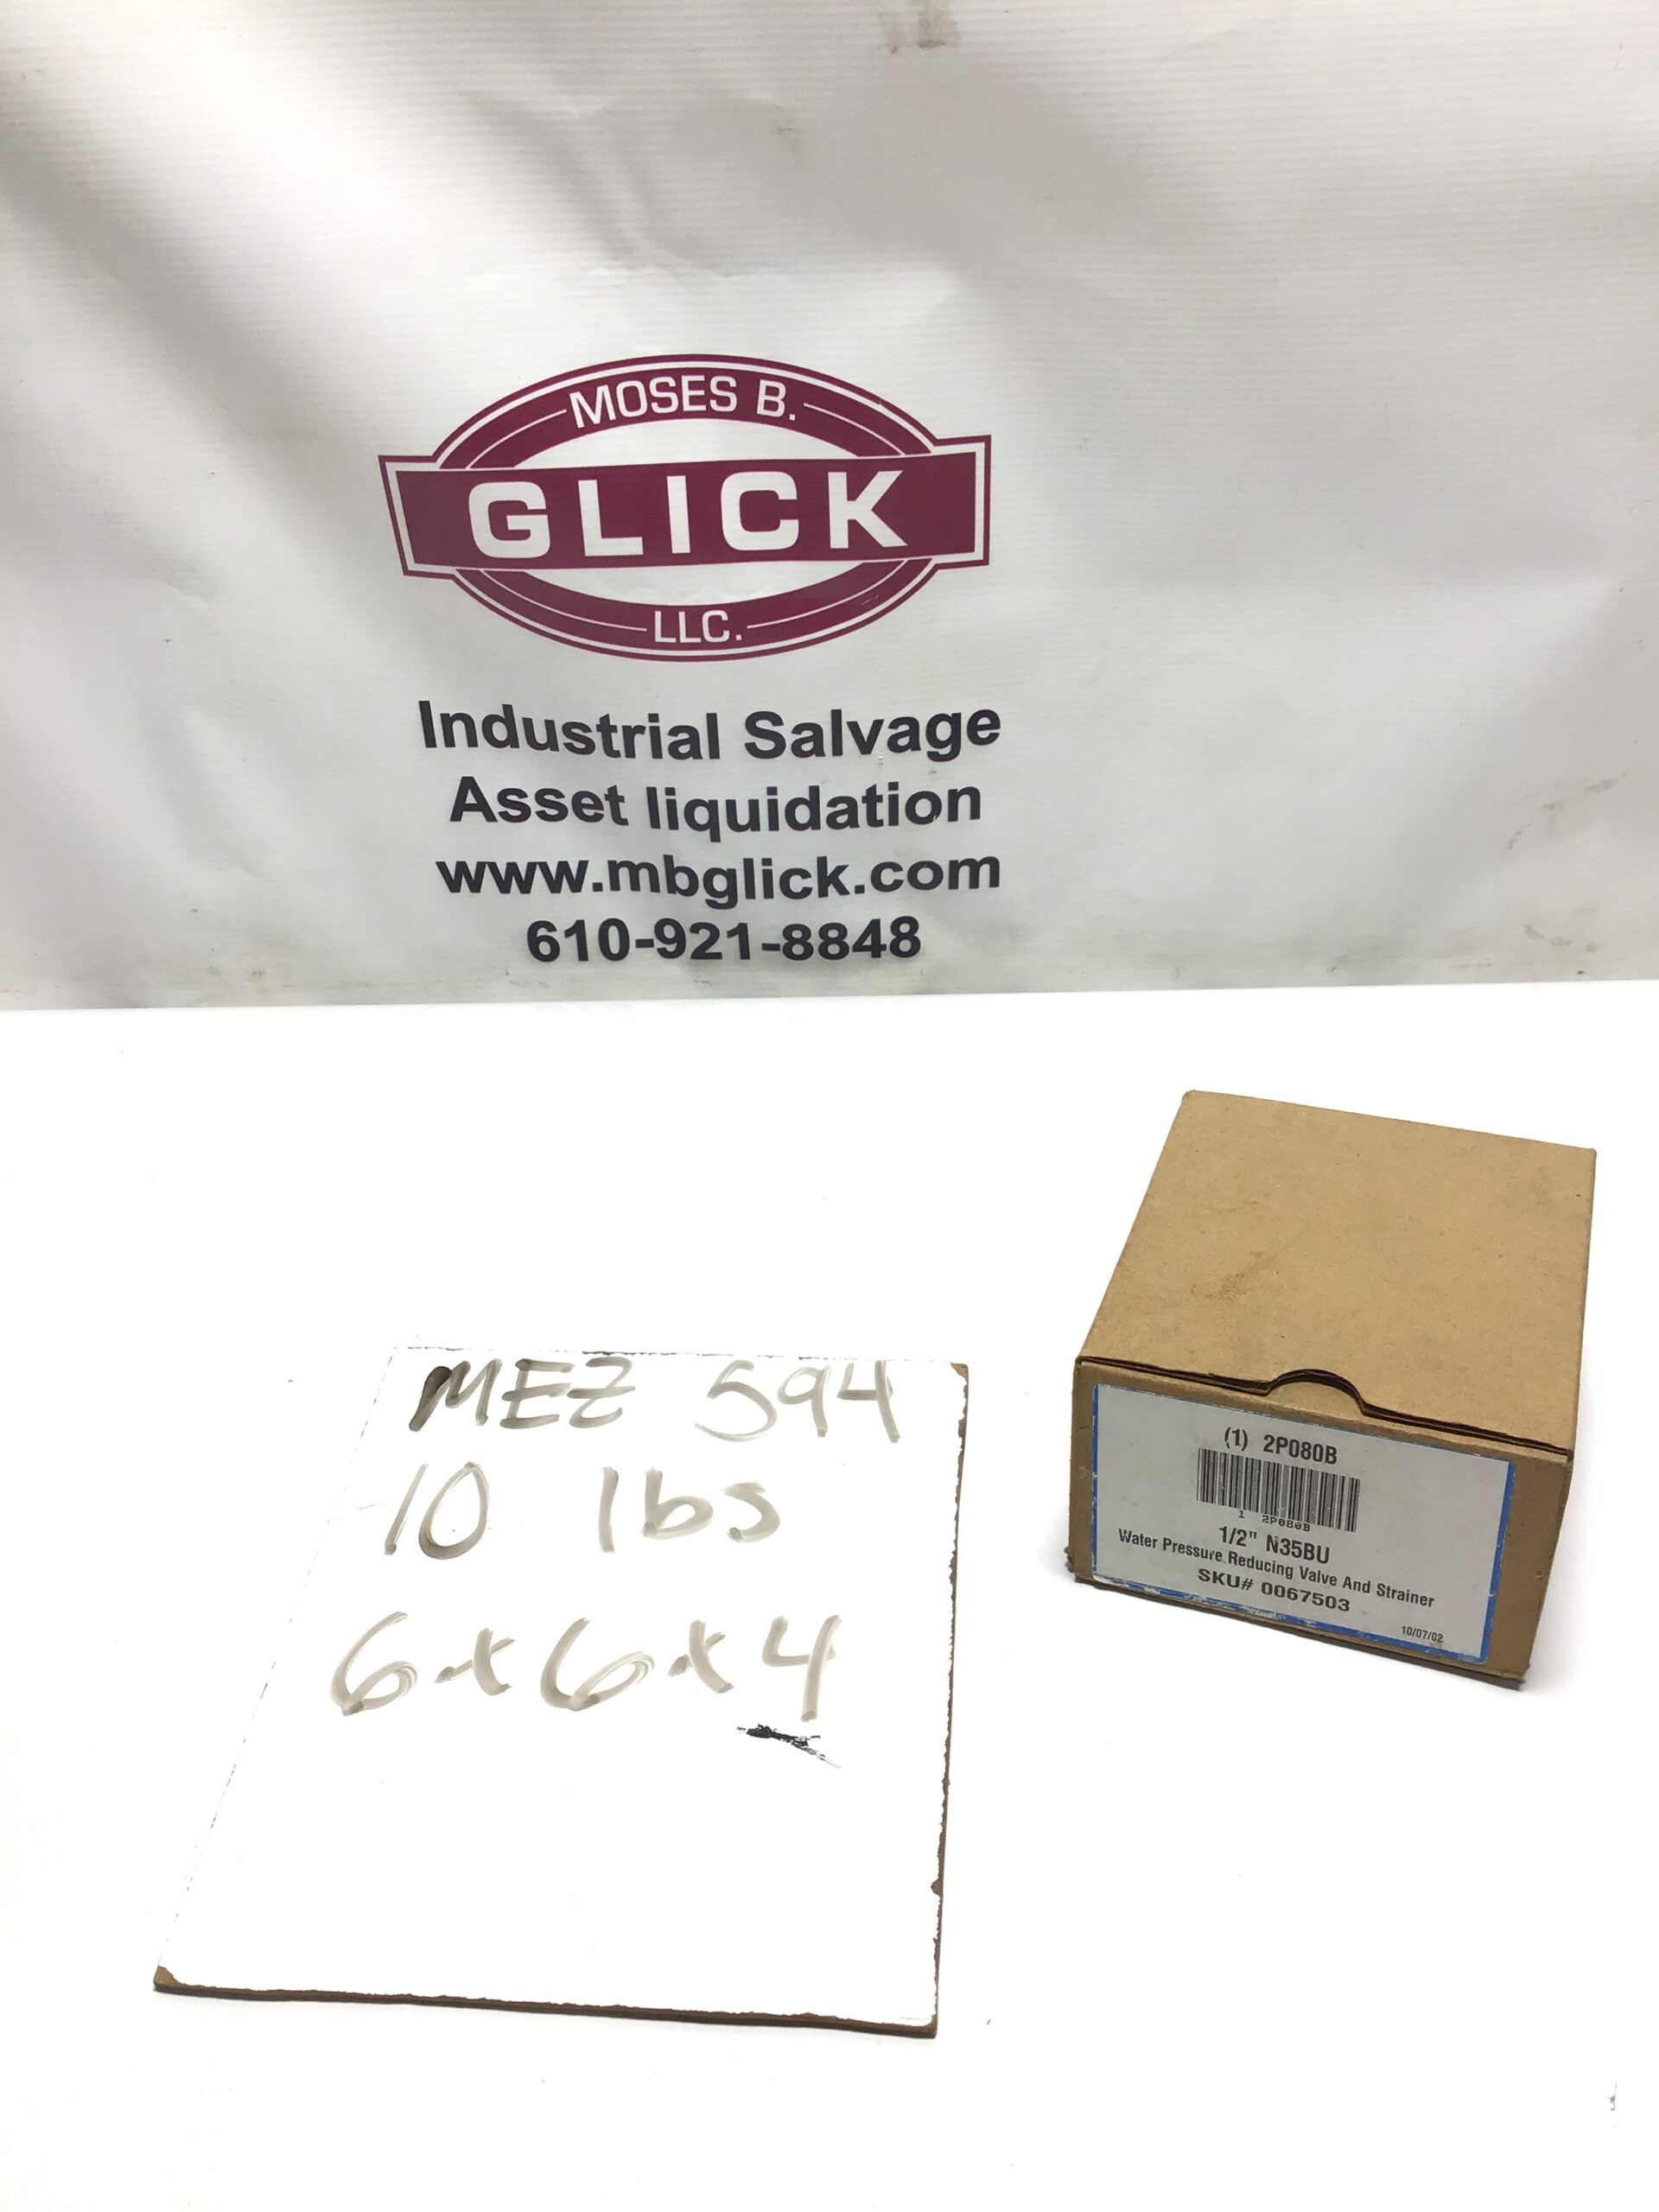 MOSES B.
GLICK
LLC.
Industrial Salvage
Asset liquidation
www.mbglick.com
610-921-8848
MEZ 594
10 lbs
6x6x4
(1) 2P080B
1 2P080B
1/2" N35BU
Water Pressure Reducing Valve And Strainer
SKU# 0067503
10/07/02